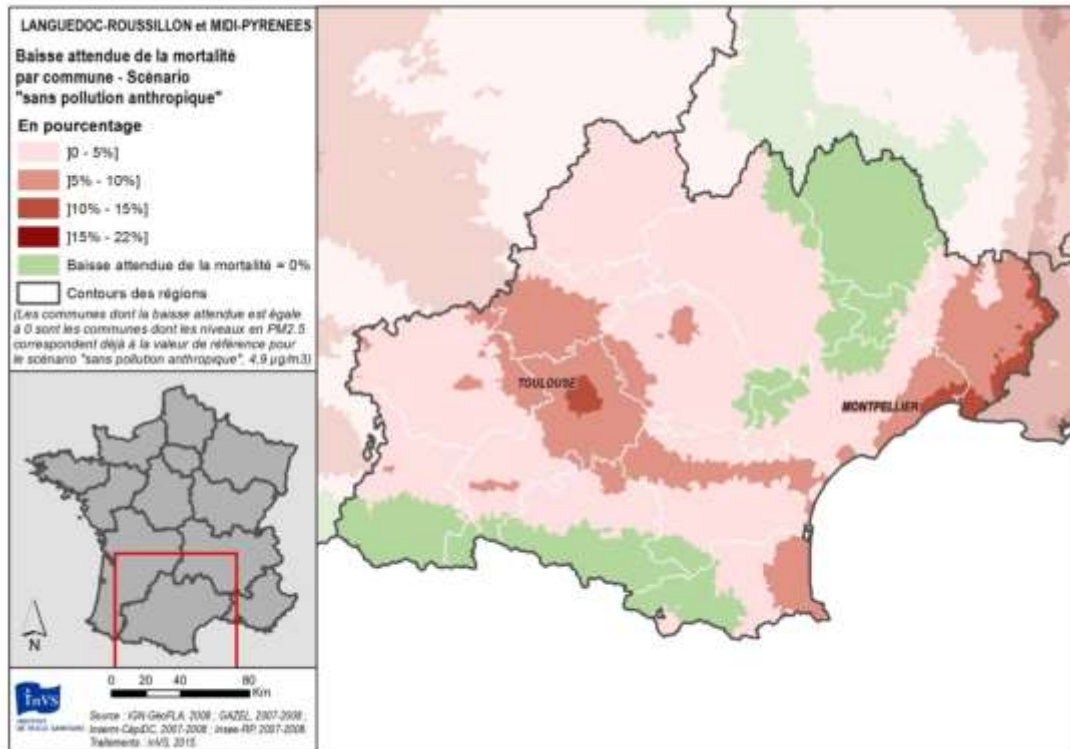 LANGUEDOC-ROUSSILLON et MIDI-PYRENEES
Baisse attendue de la mortalité
par commune - Scénario
"sans pollution anthropique"
En pourcentage
]0 - 5%]
]5% - 10%]
]10% - 15%]
]15% - 22%]
Baisse attendue de la mortalité = 0%
Contours des régions
(Les communes dont la baisse attendue est égale
à 0 sont les communes dont les niveaux en PM2.5
correspondent déjà à la valeur de référence pour
le scénario "sans pollution anthropique", 4,9 µg/m3)
TOULOUSE
MONTPELLIER
N
0 20 40 80
Km
InVS
INSTITUT
DE VEILLE SANITAIRE
Source : IGN-GéoFLA, 2008 ; GAZEL, 2007-2008 ;
Inserm-CépiDC, 2007-2008 ; Insee-RP, 2007-2008.
Traitements : InVS, 2015.